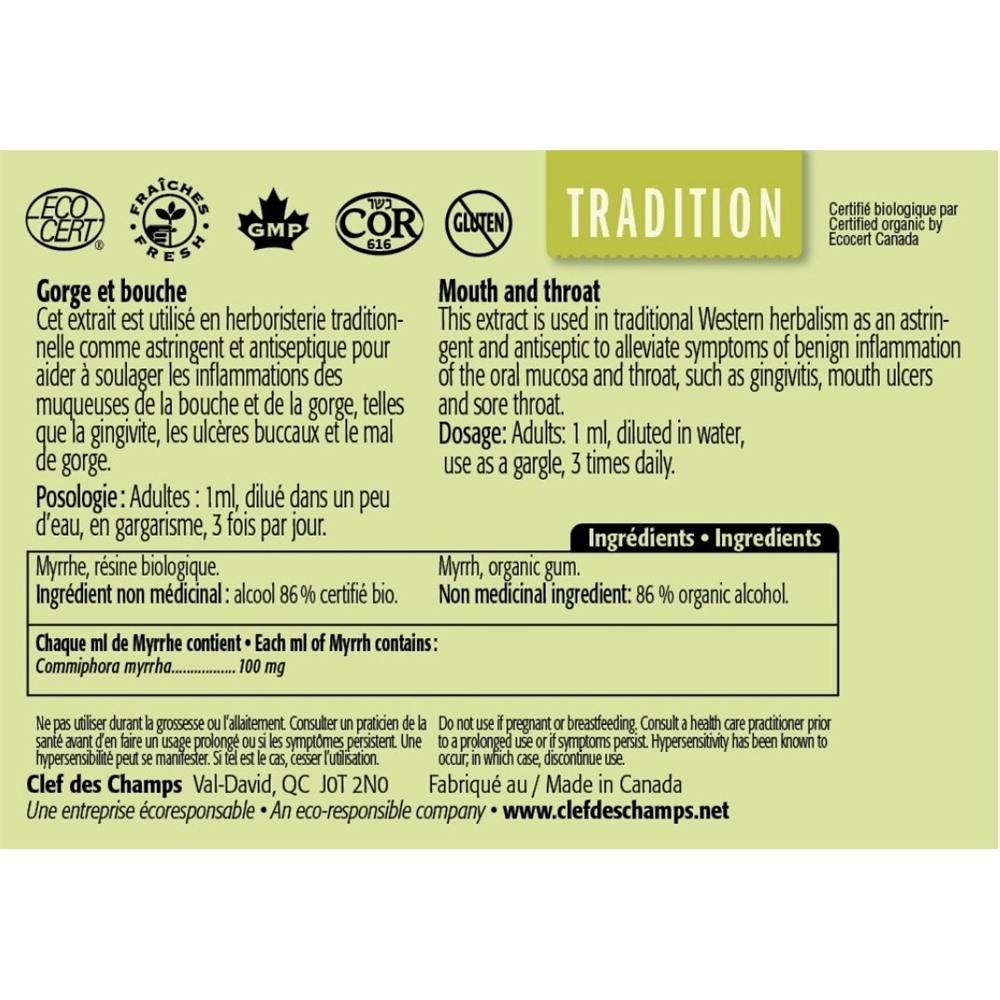 ECO
CERT
®
FRAÎCHES
FRESH
GMP
כשר
COR
616
GLUTEN
TRADITION
Certifié biologique par
Certified organic by
Ecocert Canada
Gorge et bouche
Cet extrait est utilisé en herboristerie tradition-
nelle comme astringent et antiseptique pour
aider à soulager les inflammations des
muqueuses de la bouche et de la gorge, telles
que la gingivite, les ulcères buccaux et le mal
de gorge.
Posologie : Adultes : 1ml, dilué dans un peu
d'eau, en gargarisme, 3 fois par jour.
Mouth and throat
This extract is used in traditional Western herbalism as an astrin-
gent and antiseptic to alleviate symptoms of benign inflammation
of the oral mucosa and throat, such as gingivitis, mouth ulcers
and sore throat.
Dosage: Adults: 1 ml, diluted in water,
use as a gargle, 3 times daily.
Ingrédients • Ingredients
Myrrhe, résine biologique.
Ingrédient non médicinal : alcool 86 % certifié bio.
Myrrh, organic gum.
Non medicinal ingredient: 86 % organic alcohol.
Chaque ml de Myrrhe contient • Each ml of Myrrh contains :
Commiphora myrrha................. 100 mg
Ne pas utiliser durant la grossesse ou l'allaitement. Consulter un praticien de la
santé avant d'en faire un usage prolongé ou si les symptômes persistent. Une
hypersensibilité peut se manifester. Si tel est le cas, cesser l'utilisation.
Do not use if pregnant or breastfeeding. Consult a health care practitioner prior
to a prolonged use or if symptoms persist. Hypersensitivity has been known to
occur; in which case, discontinue use.
Clef des Champs Val-David, QC J0T 2N0 Fabriqué au / Made in Canada
Une entreprise écoresponsable • An eco-responsible company • www.clefdeschamps.net